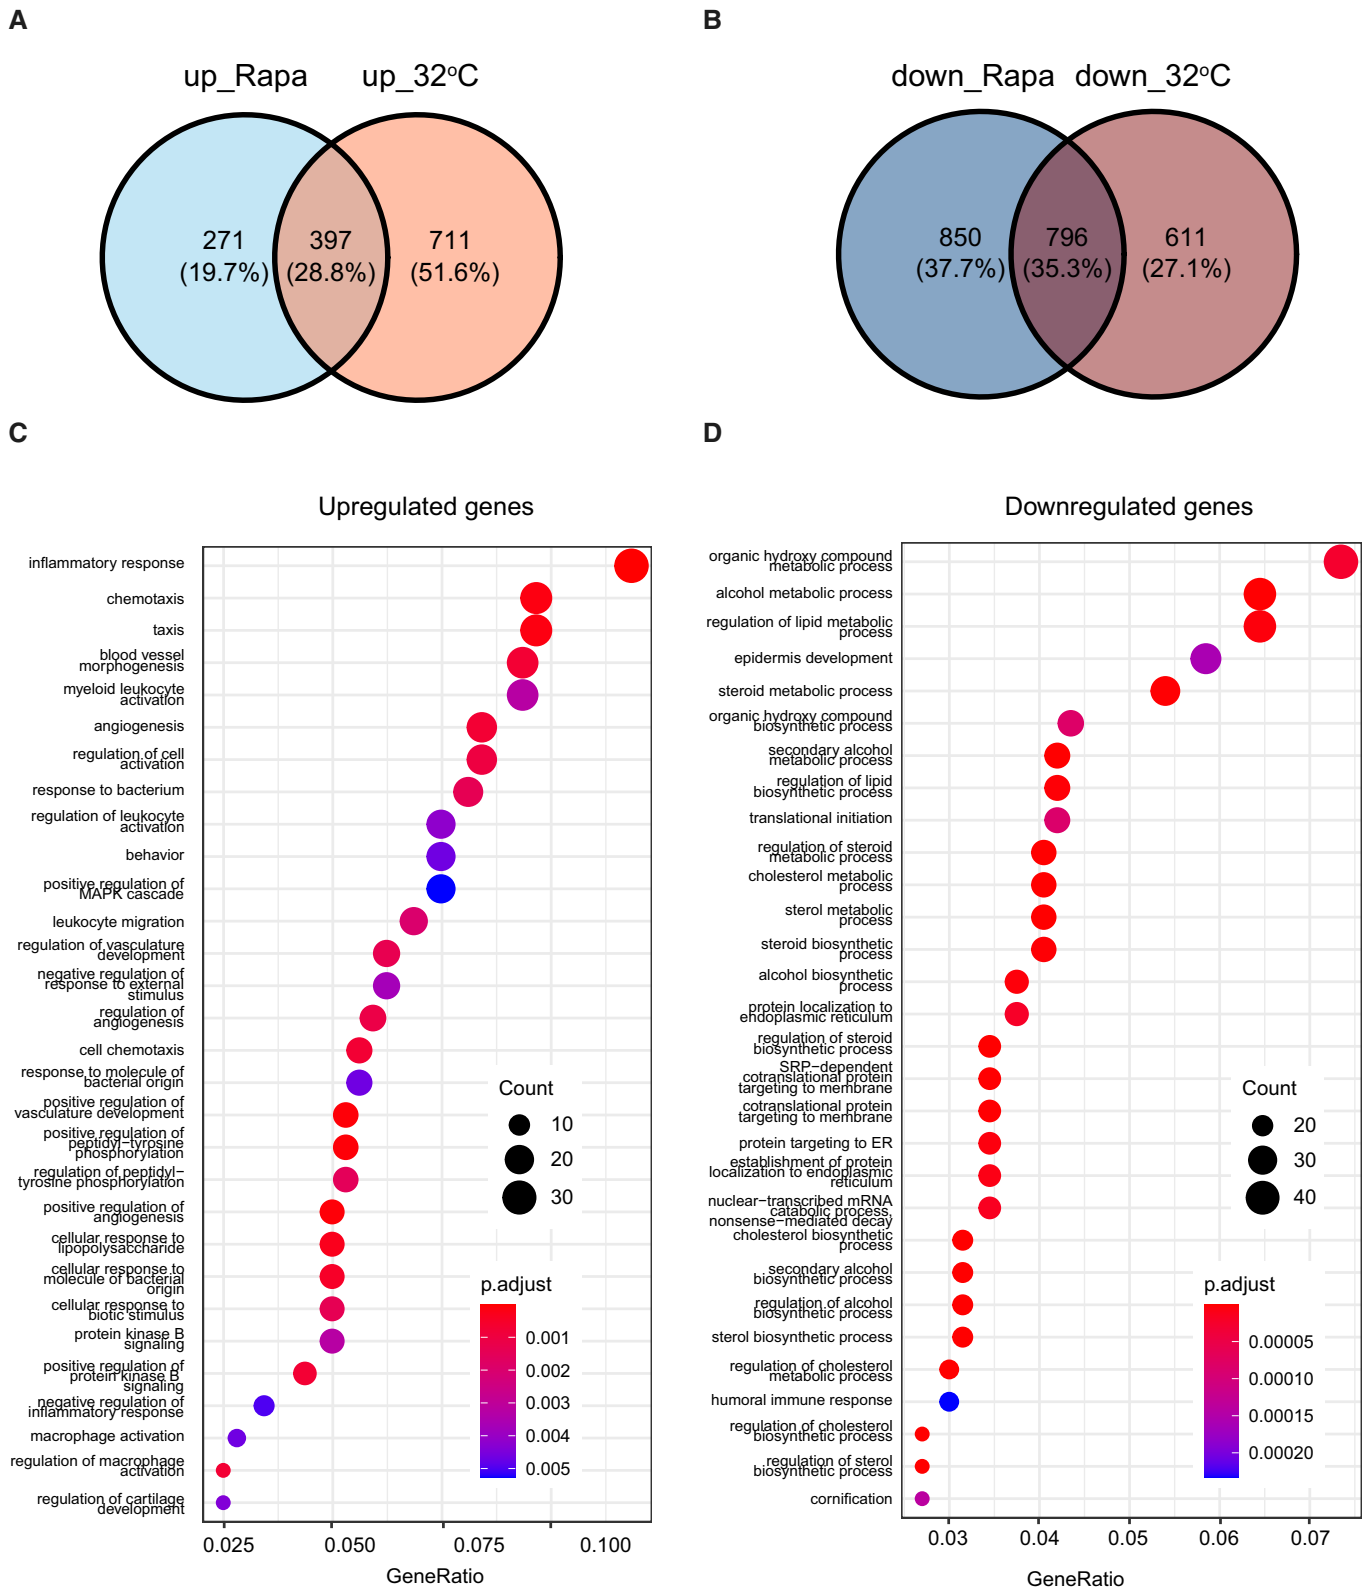 A
B
up_Rapa
up_32°C
down_Rapa
down_32°C
271
(19.7%)
397
(28.8%)
711
(51.6%)
850
(37.7%)
796
(35.3%)
611
(27.1%)
C
D
Upregulated genes
inflammatory response
chemotaxis
taxis
blood vessel
morphogenesis
myeloid leukocyte
activation
angiogenesis
regulation of cell
activation
response to bacterium
regulation of leukocyte
activation
behavior
positive regulation of
MAPK cascade
leukocyte migration
regulation of vasculature
development
negative regulation of
response to external
stimulus
regulation of
angiogenesis
cell chemotaxis
response to molecule of
bacterial origin
positive regulation of
vasculature development
positive regulation of
peptidyl−tyrosine
phosphorylation
regulation of peptidyl−
tyrosine phosphorylation
positive regulation of
angiogenesis
cellular response to
lipopolysaccharide
cellular response to
molecule of bacterial
origin
cellular response to
biotic stimulus
protein kinase B
signaling
positive regulation of
protein kinase B
signaling
negative regulation of
inflammatory response
macrophage activation
regulation of macrophage
activation
regulation of cartilage
development
Count
10
20
30
p.adjust
0.001
0.002
0.003
0.004
0.005
0.025
0.050
0.075
0.100
GeneRatio
Downregulated genes
organic hydroxy compound
metabolic process
alcohol metabolic process
regulation of lipid metabolic
process
epidermis development
steroid metabolic process
organic hydroxy compound
biosynthetic process
secondary alcohol
metabolic process
regulation of lipid
biosynthetic process
translational initiation
regulation of steroid
metabolic process
cholesterol metabolic
process
sterol metabolic
process
steroid biosynthetic
process
alcohol biosynthetic
process
protein localization to
endoplasmic reticulum
regulation of steroid
biosynthetic process
SRP−dependent
cotranslational protein
targeting to membrane
cotranslational protein
targeting to membrane
protein targeting to ER
establishment of protein
localization to endoplasmic
reticulum
nuclear−transcribed mRNA
catabolic process,
nonsense−mediated decay
cholesterol biosynthetic
process
secondary alcohol
biosynthetic process
regulation of alcohol
biosynthetic process
sterol biosynthetic process
regulation of cholesterol
metabolic process
humoral immune response
regulation of cholesterol
biosynthetic process
regulation of sterol
biosynthetic process
cornification
Count
20
30
40
p.adjust
0.00005
0.00010
0.00015
0.00020
0.03
0.04
0.05
0.06
0.07
GeneRatio